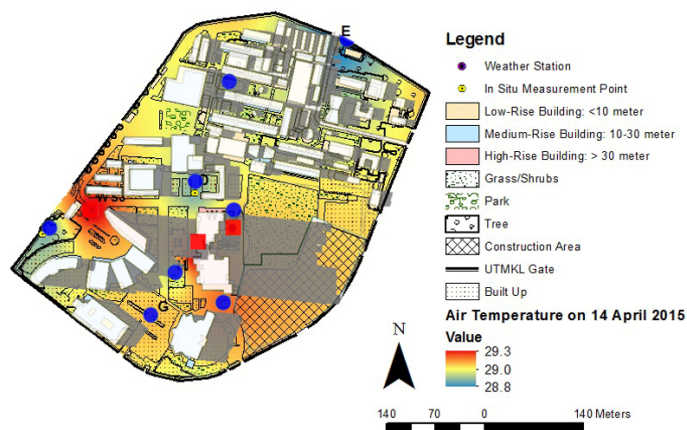 E
Legend
Weather Station
In Situ Measurement Point
Low-Rise Building: <10 meter
Medium-Rise Building: 10-30 meter
High-Rise Building: > 30 meter
Grass/Shrubs
Park
Tree
Construction Area
UTMKL Gate
Built Up
Air Temperature on 14 April 2015
Value
29.3
29.0
28.8
G
N
140 70 0 140 Meters